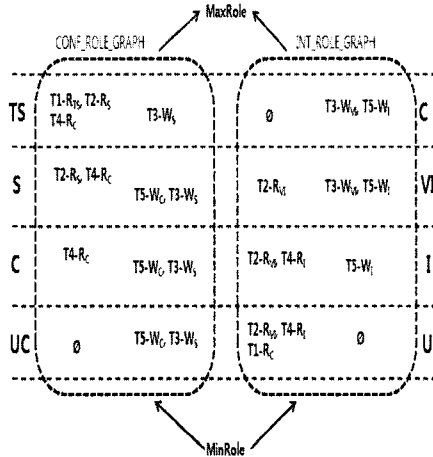 MaxRole
CONF_ROLE_GRAPH INT_ROLE_GRAPH
TS T1-R_TS, T2-R_S T3-W_S ∅ T3-W_VI, T5-W_I C
T4-R_C
S T2-R_S, T4-R_C T5-W_C, T3-W_S T2-R_VI T3-W_VI, T5-W_I VI
C T4-R_C T5-W_C, T3-W_S T2-R_VI, T4-R_I T5-W_I I
UC ∅ T5-W_C, T3-W_S T2-R_VI, T4-R_I ∅ U
T1-R_C
MinRole